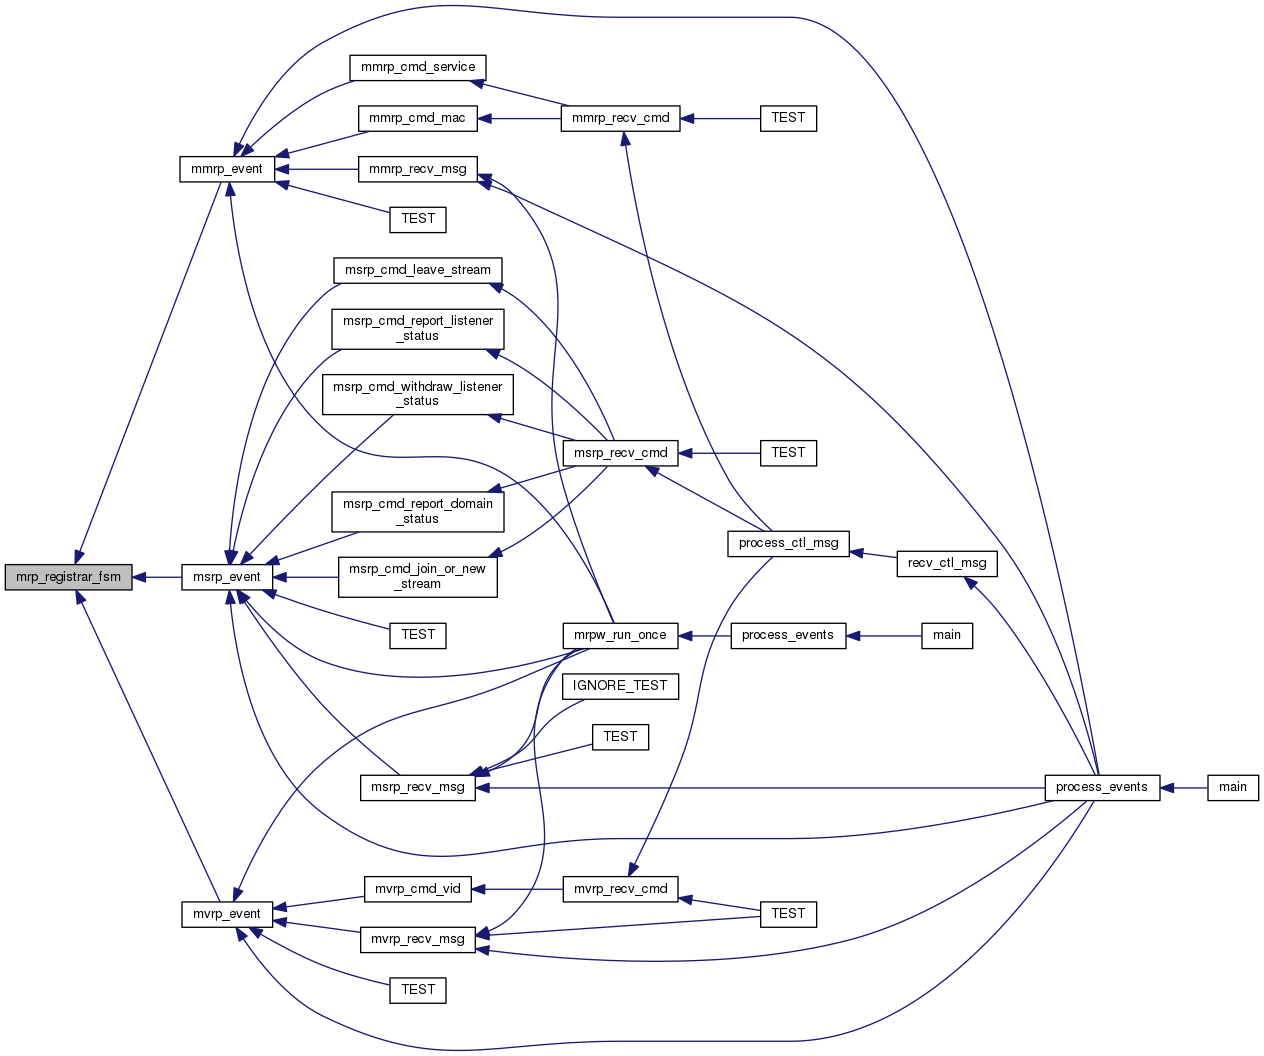 mmrp_cmd_service
mmrp_cmd_mac
mmrp_recv_cmd
TEST
mmrp_event
mmrp_recv_msg
TEST
msrp_cmd_leave_stream
msrp_cmd_report_listener
_status
msrp_cmd_withdraw_listener
_status
msrp_recv_cmd
TEST
msrp_cmd_report_domain
_status
process_ctl_msg
recv_ctl_msg
mrp_registrar_fsm
msrp_event
msrp_cmd_join_or_new
_stream
TEST
mrpw_run_once
process_events
main
IGNORE_TEST
TEST
msrp_recv_msg
process_events
main
mvrp_cmd_vid
mvrp_recv_cmd
mvrp_event
TEST
mvrp_recv_msg
TEST